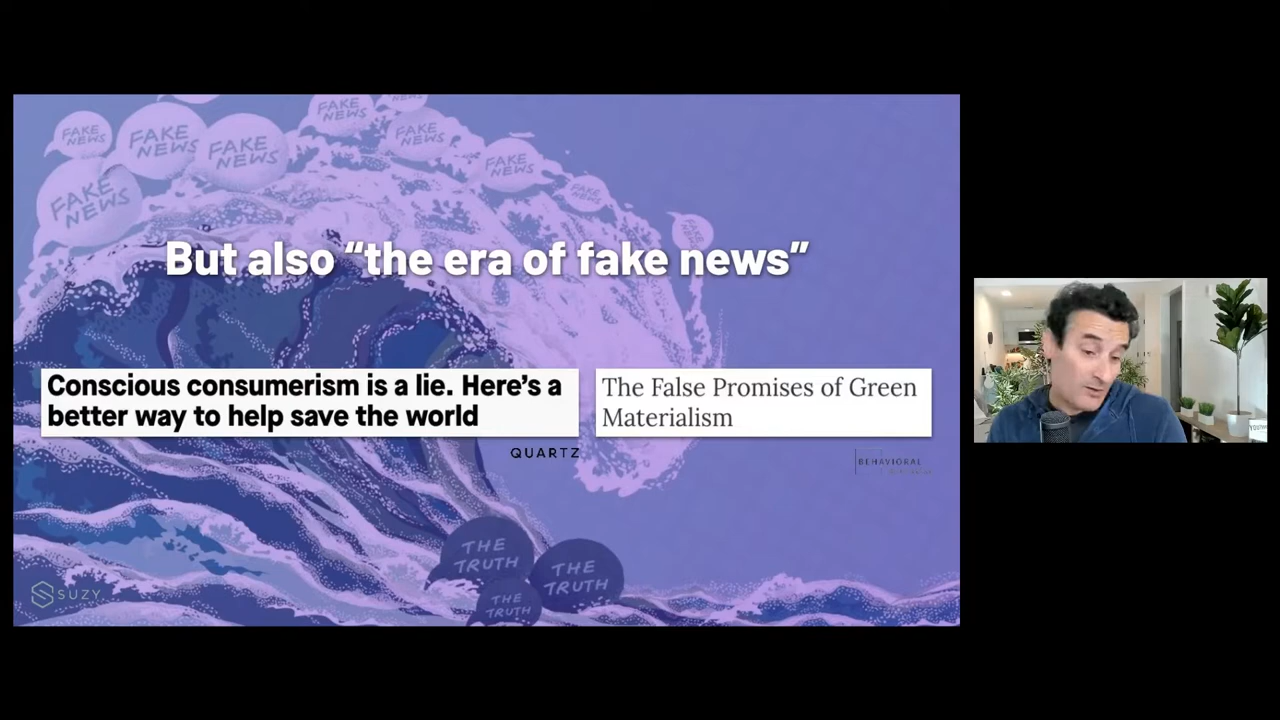 FAKE
NEWS
FAKE
NEWS
FAKE
NEWS
FAKE
NEWS
FAKE
NEWS
FAKE
NEWS
FAKE
NEWS
FAKE
NEWS
But also “the era of fake news”
Conscious consumerism is a lie. Here’s a
better way to help save the world
QUARTZ
The False Promises of Green
Materialism
BEHAVIORAL
THE
TRUTH
THE
TRUTH
THE
TRUTH
SUZY